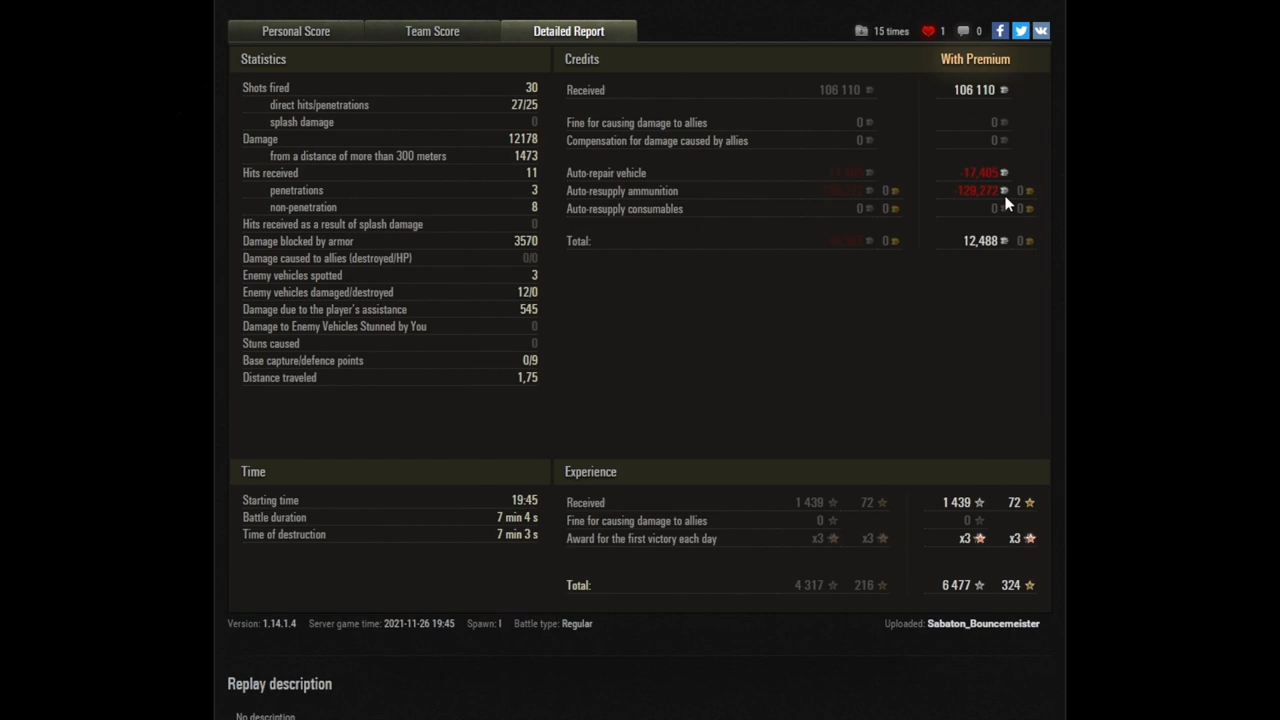 Personal Score Team Score Detailed Report 15 times 1 0
Statistics
Shots fired 30
direct hits/penetrations 27/25
splash damage 0
Damage 12178
from a distance of more than 300 meters 1473
Hits received 11
penetrations 3
non-penetration 8
Hits received as a result of splash damage 0
Damage blocked by armor 3570
Damage caused to allies (destroyed/HP) 0/0
Enemy vehicles spotted 3
Enemy vehicles damaged/destroyed 12/0
Damage due to the player's assistance 545
Damage to Enemy Vehicles Stunned by You 0
Stuns caused 0
Base capture/defence points 0/9
Distance traveled 1,75
Credits With Premium
Received 106 110 106 110
Fine for causing damage to allies 0 0
Compensation for damage caused by allies 0 0
Auto-repair vehicle -17,405
Auto-resupply ammunition 0 -129,272 0
Auto-resupply consumables 0 0 0 0
Total: 0 12,488 0
Time
Starting time 19:45
Battle duration 7 min 4 s
Time of destruction 7 min 3 s
Experience
Received 1 439 72 1 439 72
Fine for causing damage to allies 0 0
Award for the first victory each day x3 x3 x3 x3
Total: 4 317 216 6 477 324
Version: 1.14.1.4 Server game time: 2021-11-26 19:45 Spawn: I Battle type: Regular Uploaded: Sabaton_Bouncemeister
Replay description
No description